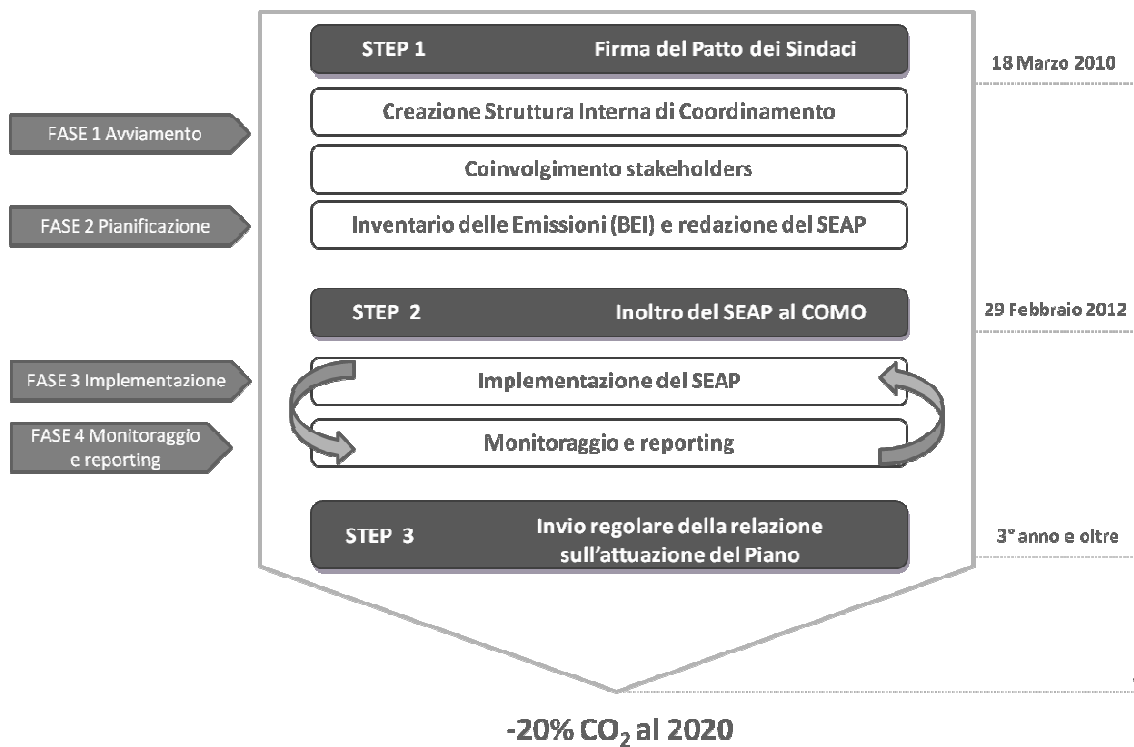 STEP 1 Firma del Patto dei Sindaci
18 Marzo 2010
Creazione Struttura Interna di Coordinamento
FASE 1 Avviamento
Coinvolgimento stakeholders
FASE 2 Pianificazione
Inventario delle Emissioni (BEI) e redazione del SEAP
STEP 2 Inoltro del SEAP al COMO
29 Febbraio 2012
FASE 3 Implementazione
Implementazione del SEAP
FASE 4 Monitoraggio
e reporting
Monitoraggio e reporting
STEP 3 Invio regolare della relazione
sull'attuazione del Piano
3° anno e oltre
-20% CO₂ al 2020